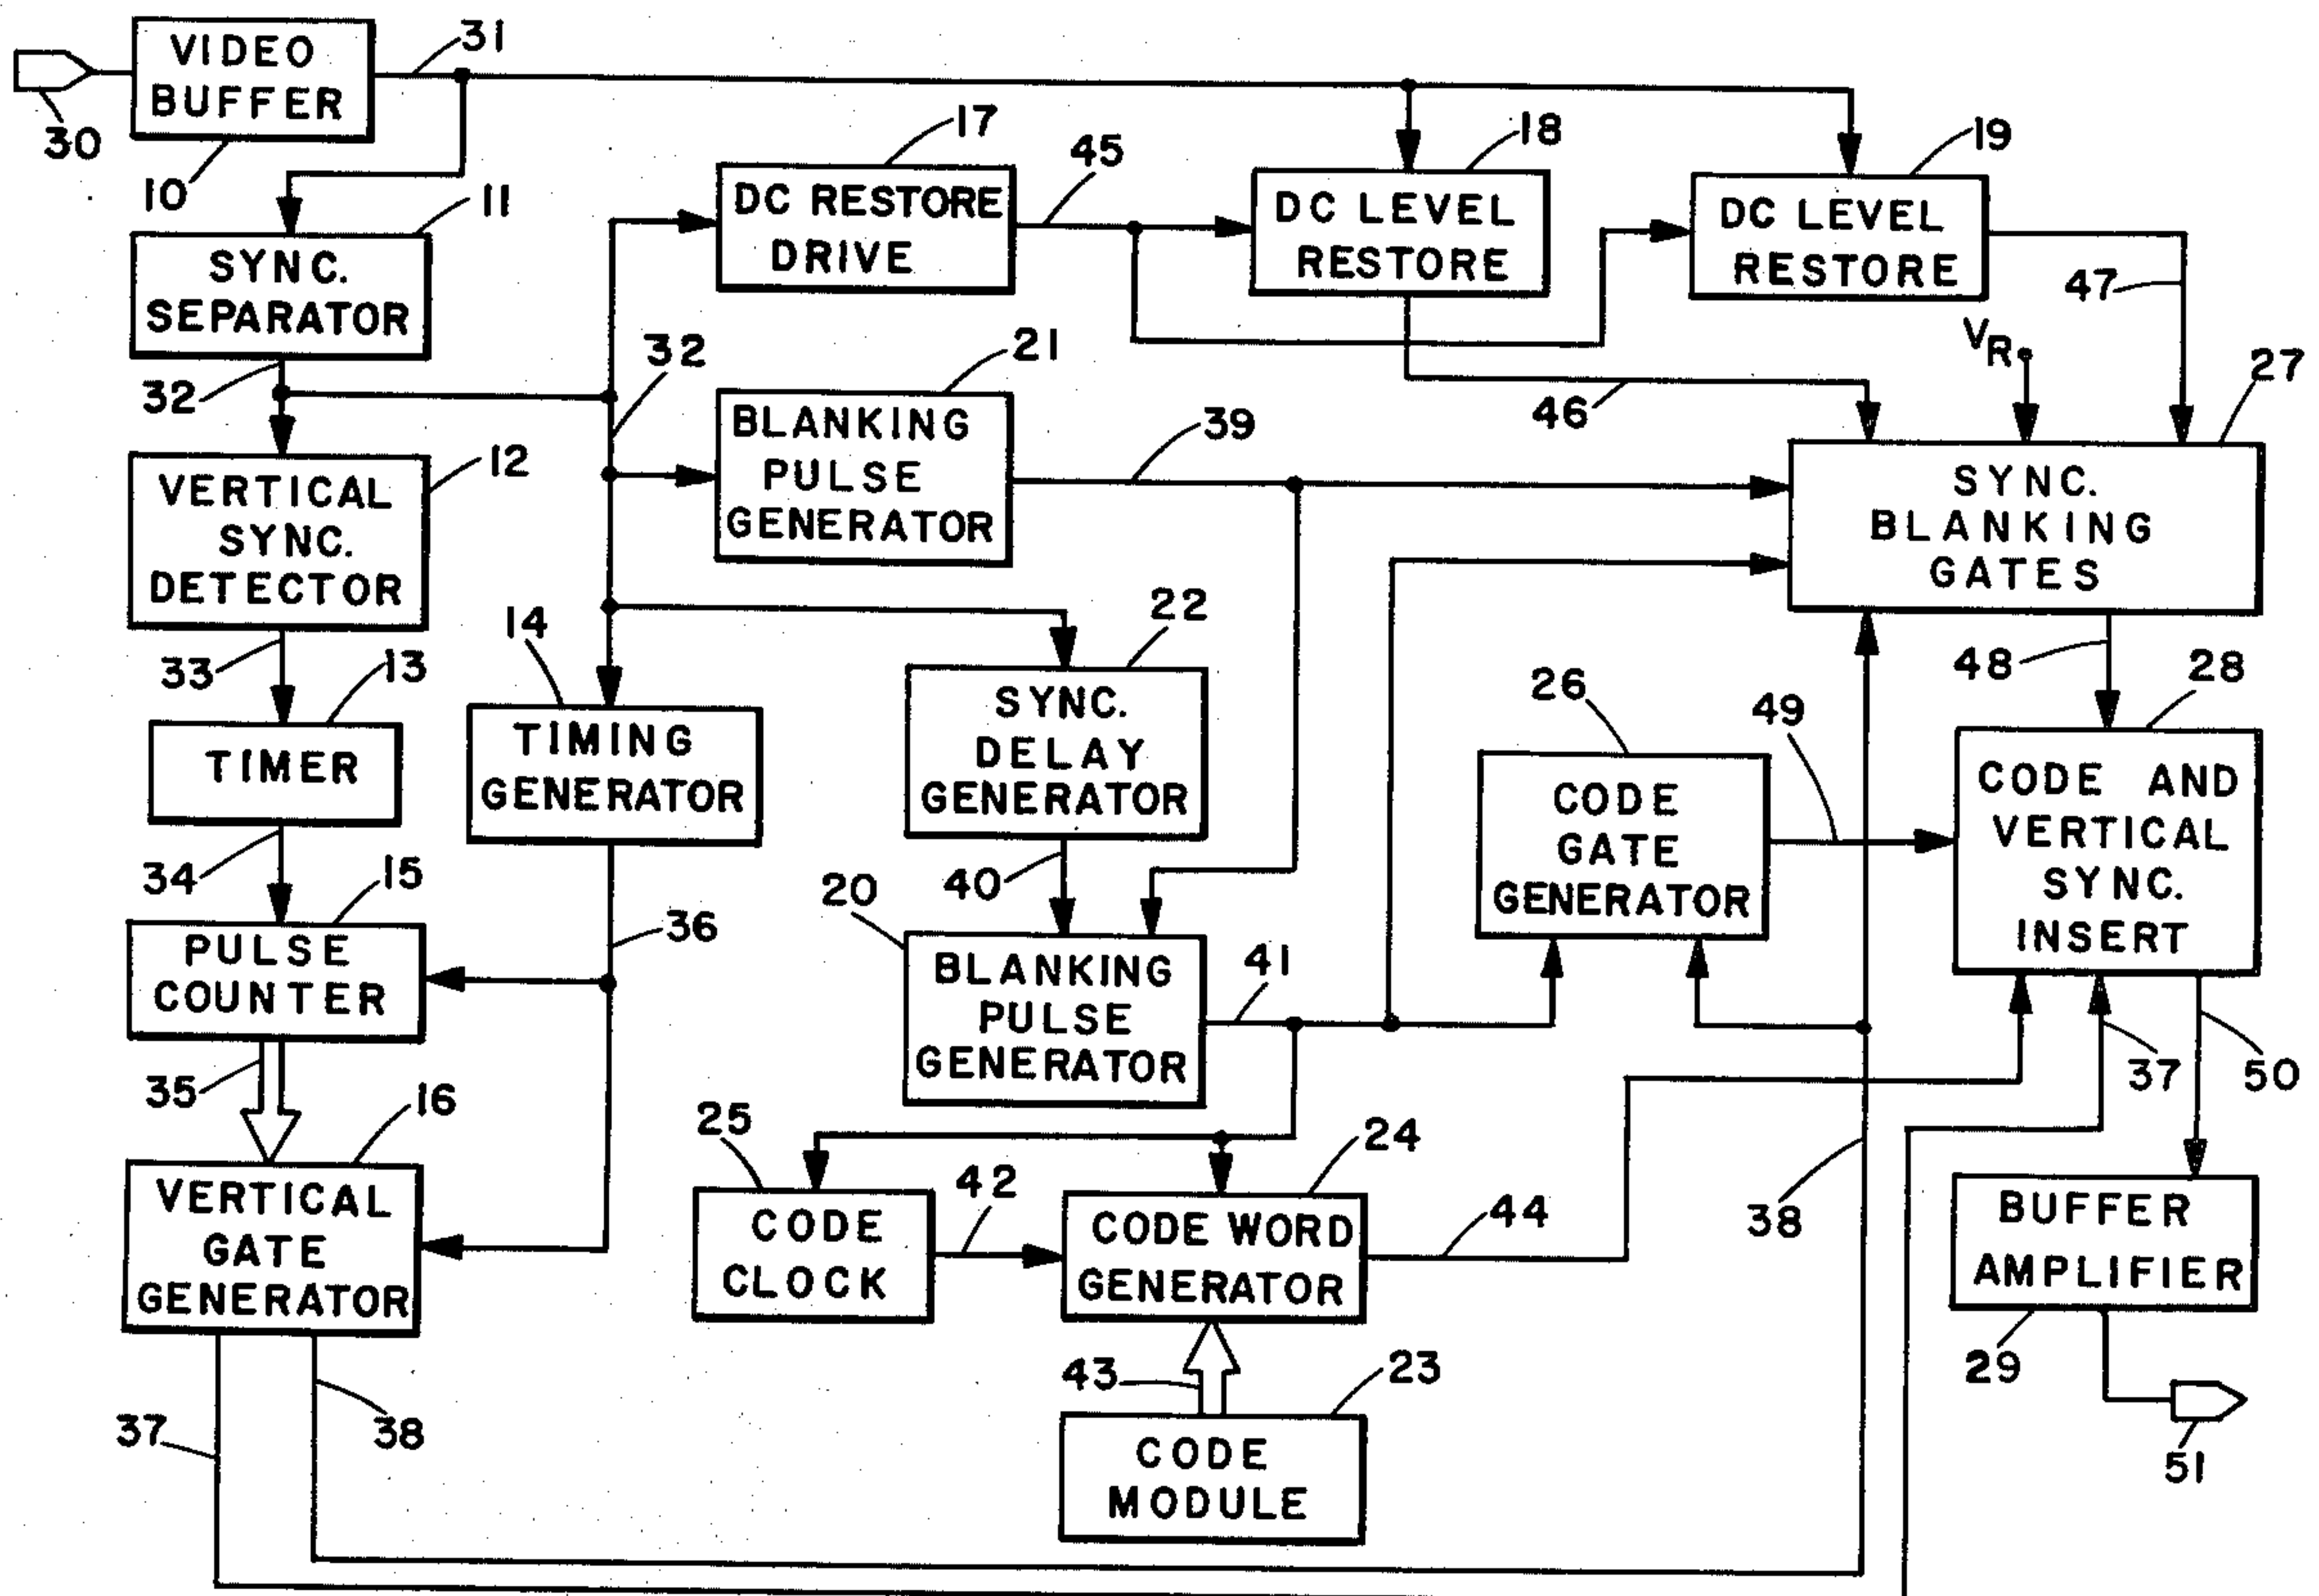 VIDEO
BUFFER
30
10
31
SYNC.
SEPARATOR
11
32
DC RESTORE
DRIVE
17
45
DC LEVEL
RESTORE
18
DC LEVEL
RESTORE
19
47
VR
27
46
32
BLANKING
PULSE
GENERATOR
21
39
VERTICAL
SYNC.
DETECTOR
12
SYNC.
BLANKING
GATES
33
TIMER
13
14
TIMING
GENERATOR
22
SYNC.
DELAY
GENERATOR
40
26
CODE
GATE
GENERATOR
49
48
28
CODE AND
VERTICAL
SYNC.
INSERT
34
15
PULSE
COUNTER
36
20
BLANKING
PULSE
GENERATOR
41
37
50
35
16
VERTICAL
GATE
GENERATOR
25
CODE
CLOCK
42
24
CODE WORD
GENERATOR
44
38
BUFFER
AMPLIFIER
29
51
43
23
CODE
MODULE
37
38